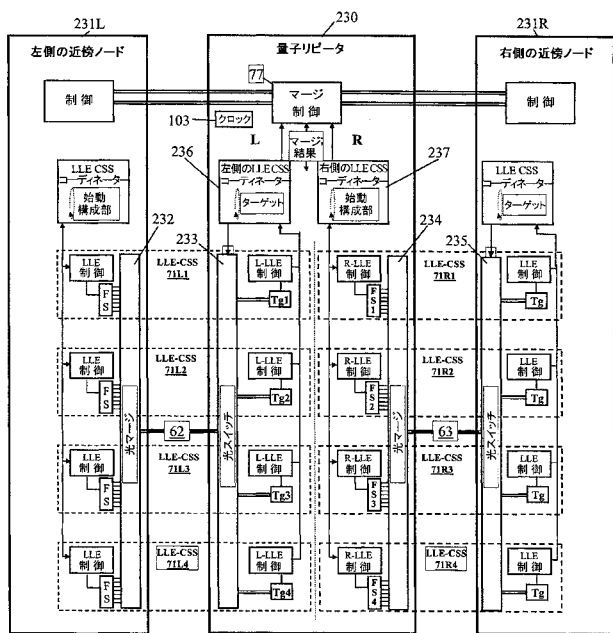 231L
230
231R
左側の近傍ノード
量子リピータ
右側の近傍ノード
77
制御
マージ
制御
制御
103
クロック
L
マージ
結果
R
236
237
LLE CSS
コーディネーター
始動
構成部
左側のLLE CSS
コーディネーター
ターゲット
右側のLLE CSS
コーディネーター
始動
構成部
LLE CSS
コーディネーター
ターゲット
232
233
234
235
LLE
制御
FS
LLE-CSS
71L1
L-LLE
制御
Tg1
R-LLE
制御
FS1
LLE-CSS
71R1
LLE
制御
Tg
LLE
制御
FS
LLE-CSS
71L2
L-LLE
制御
Tg2
R-LLE
制御
FS2
LLE-CSS
71R2
LLE
制御
Tg
光マージ
62
光スイッチ
光マージ
63
光スイッチ
LLE
制御
FS
LLE-CSS
71L3
L-LLE
制御
Tg3
R-LLE
制御
FS3
LLE-CSS
71R3
LLE
制御
Tg
LLE
制御
FS
LLE-CSS
71L4
L-LLE
制御
Tg4
R-LLE
制御
FS4
LLE-CSS
71R4
LLE
制御
Tg